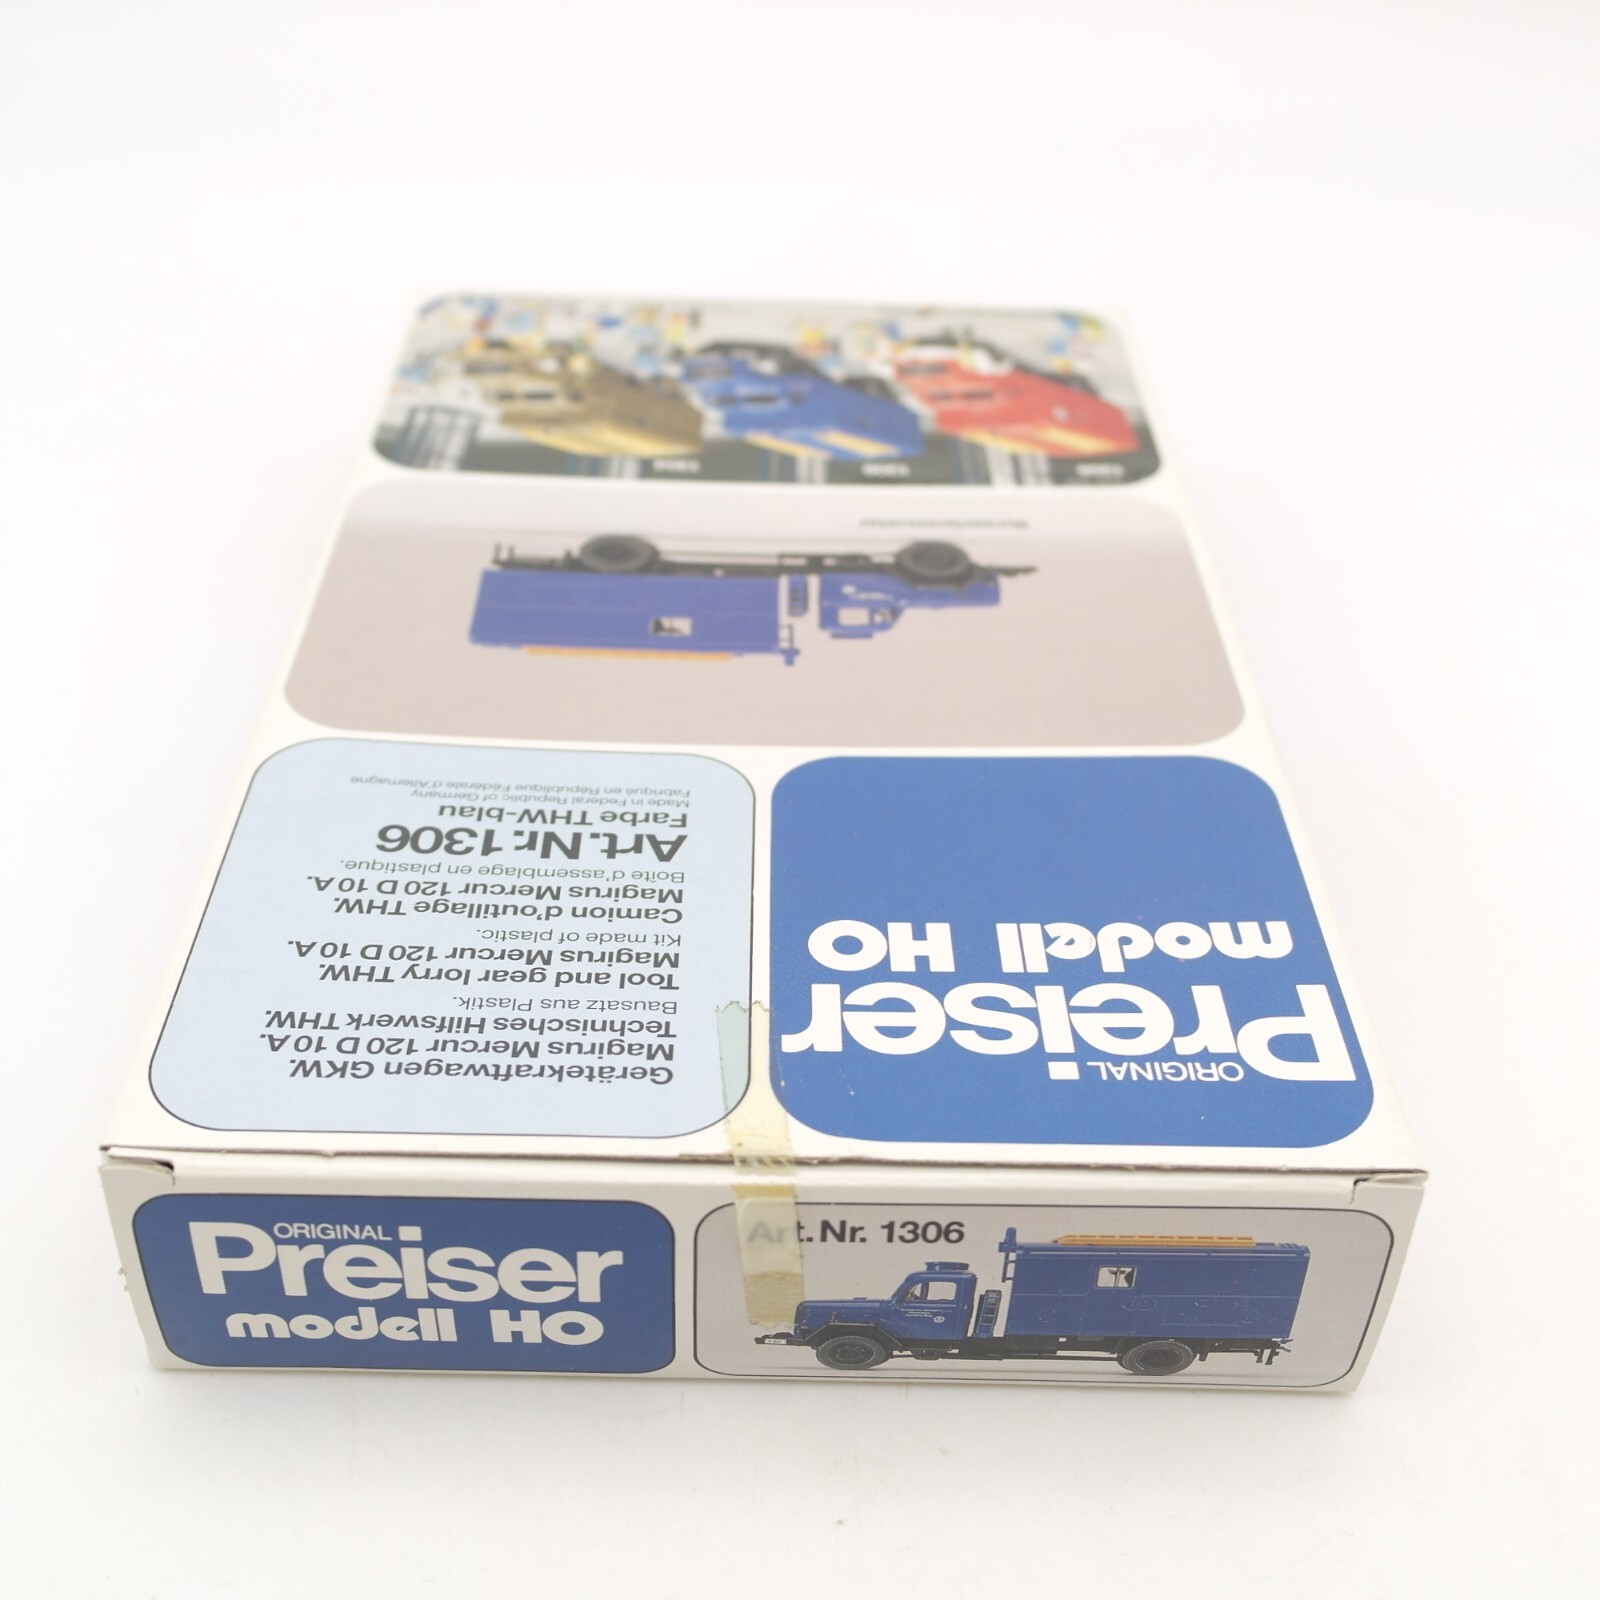 Gerätekraftwagen GKW.
Magirus Mercur 120 D 10 A.
Technisches Hilfswerk THW.
Bausatz aus Plastik.
Tool and gear lorry THW.
Magirus Mercur 120 D 10 A.
Kit made of plastic.
Camion d'outillage THW.
Magirus Mercur 120 D 10 A.
Boîte d'assemblage en plastique.
Art. Nr. 1306
Farbe THW-blau
Made in Federal Republic of Germany
Fabriqué en République Fédérale d'Allemagne
ORIGINAL
Preiser
modell HO
ORIGINAL
Preiser
modell HO
Art. Nr. 1306